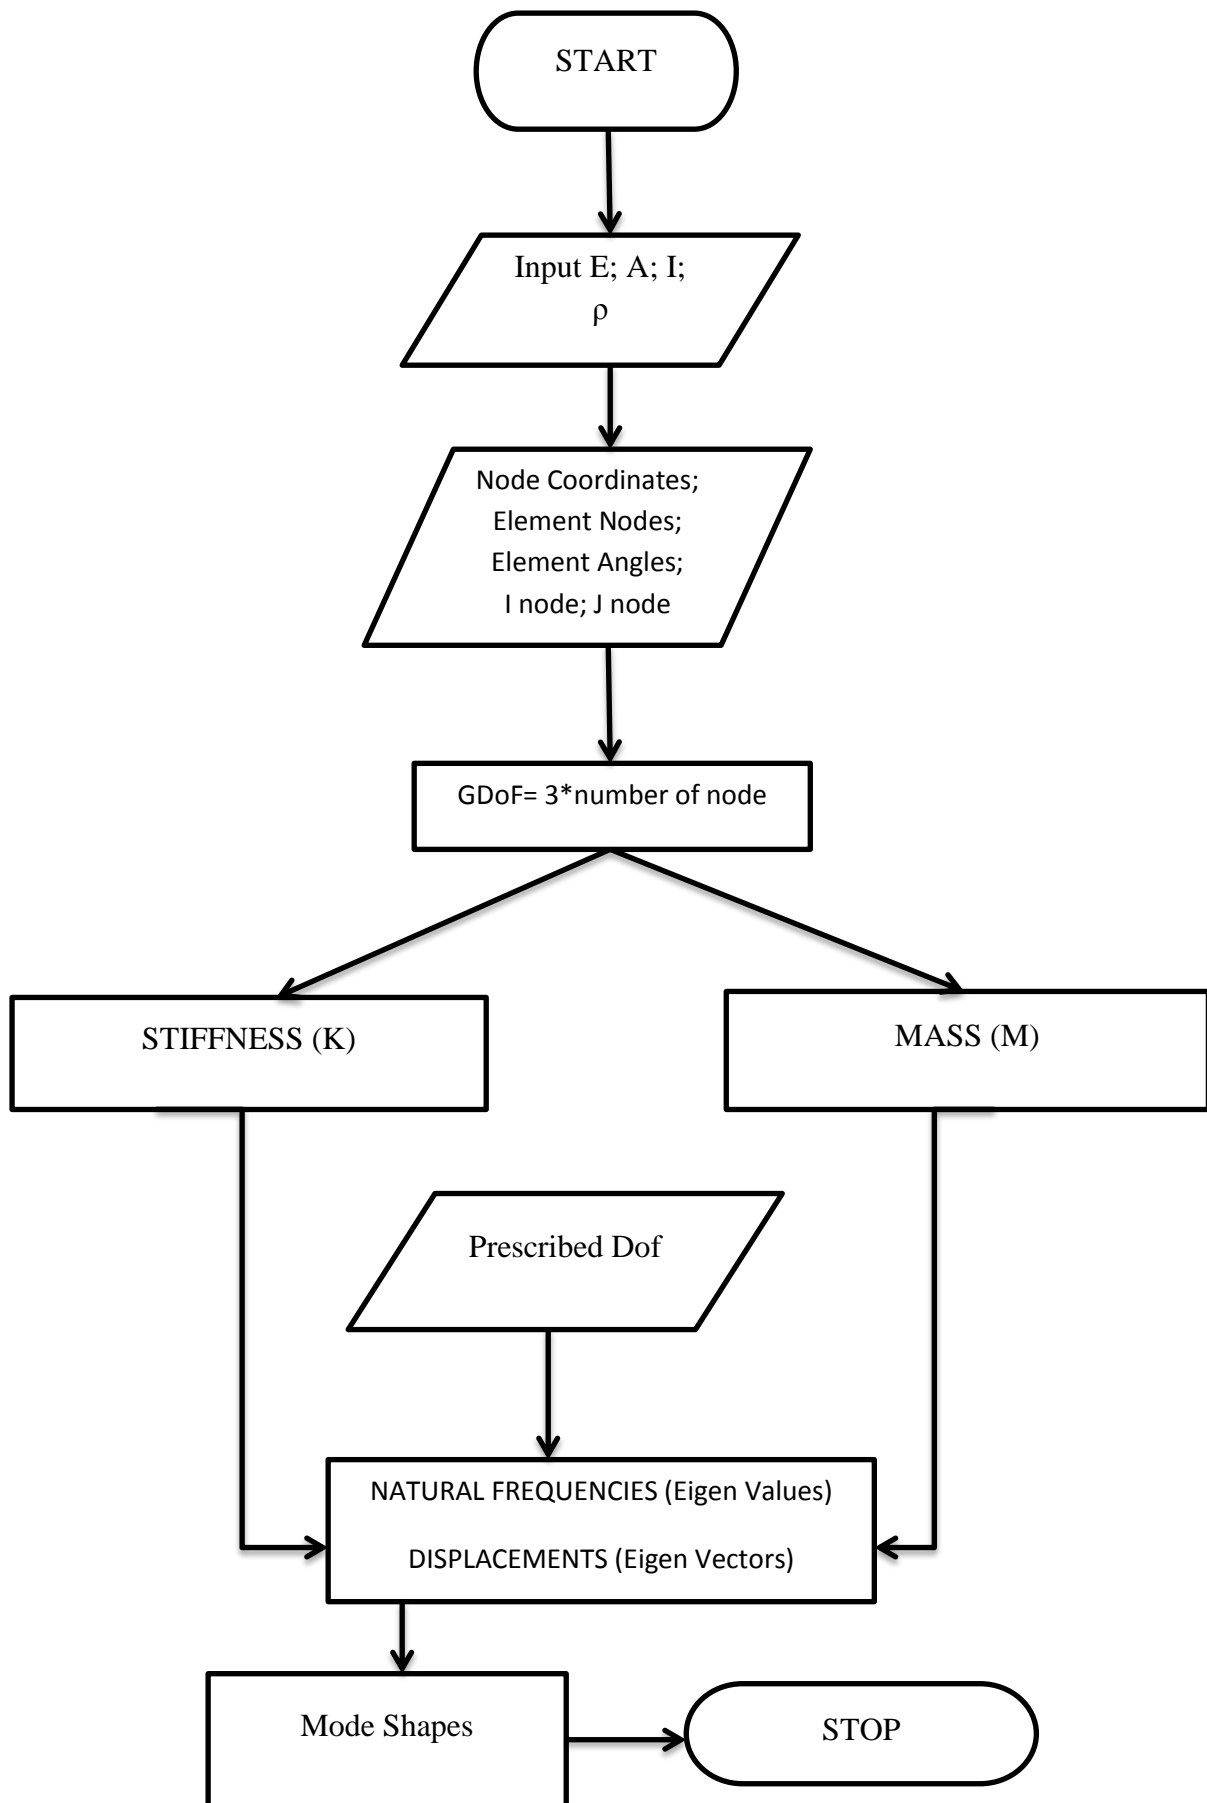 START
Input E; A; I;
ρ
Node Coordinates;
Element Nodes;
Element Angles;
I node; J node
GDoF= 3*number of node
STIFFNESS (K)
MASS (M)
Prescribed Dof
NATURAL FREQUENCIES (Eigen Values)
DISPLACEMENTS (Eigen Vectors)
Mode Shapes
STOP